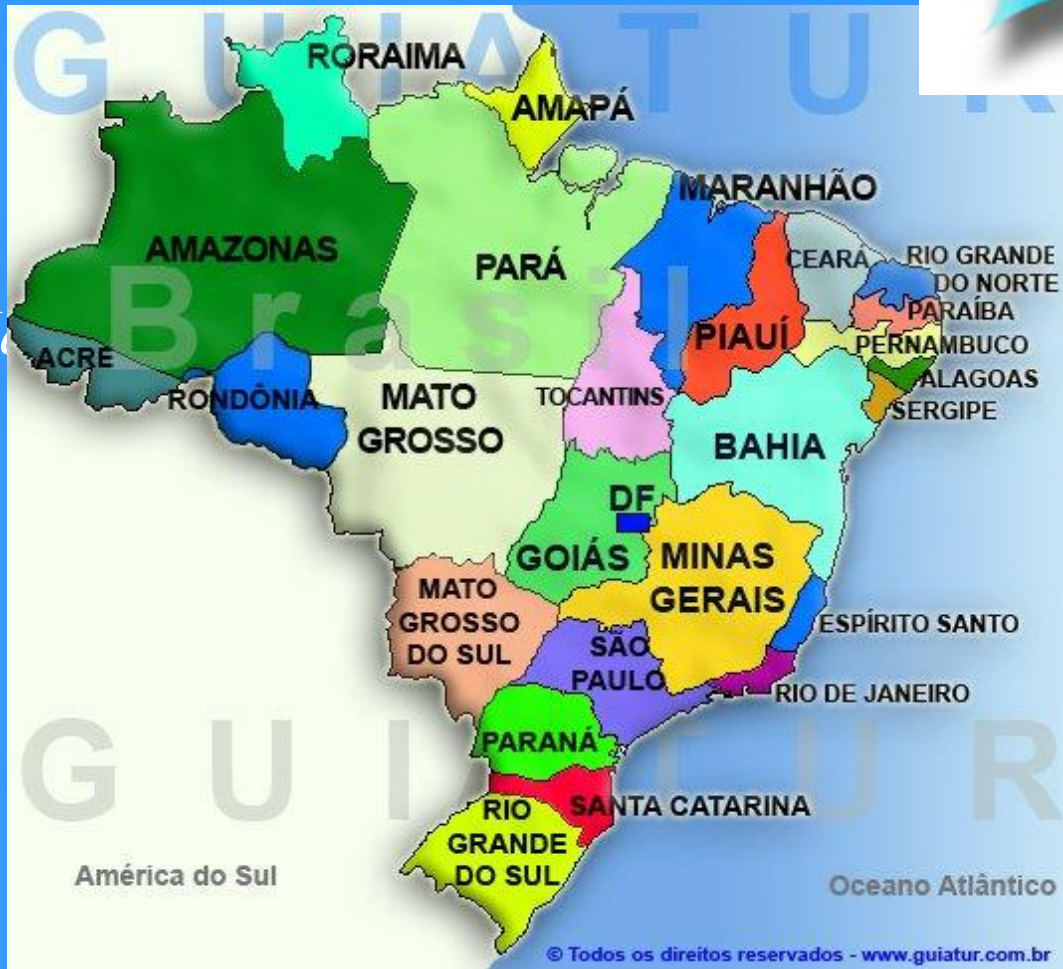 G U I A T U R
RORAIMA
AMAPÁ
MARANHÃO
AMAZONAS
PARÁ
CEARÁ
RIO GRANDE
DO NORTE
PARAÍBA
Brasil
PIAUÍ
PERNAMBUCO
ACRE
RONDÔNIA
MATO
GROSSO
TOCANTINS
ALAGOAS
SERGIPE
BAHIA
DF
GOIÁS
MINAS
GERAIS
MATO
GROSSO
DO SUL
SÃO
PAULO
ESPÍRITO SANTO
RIO DE JANEIRO
PARANÁ
G U I A T U R
SANTA CATARINA
RIO
GRANDE
DO SUL
América do Sul
Oceano Atlântico
© Todos os direitos reservados - www.guiatur.com.br